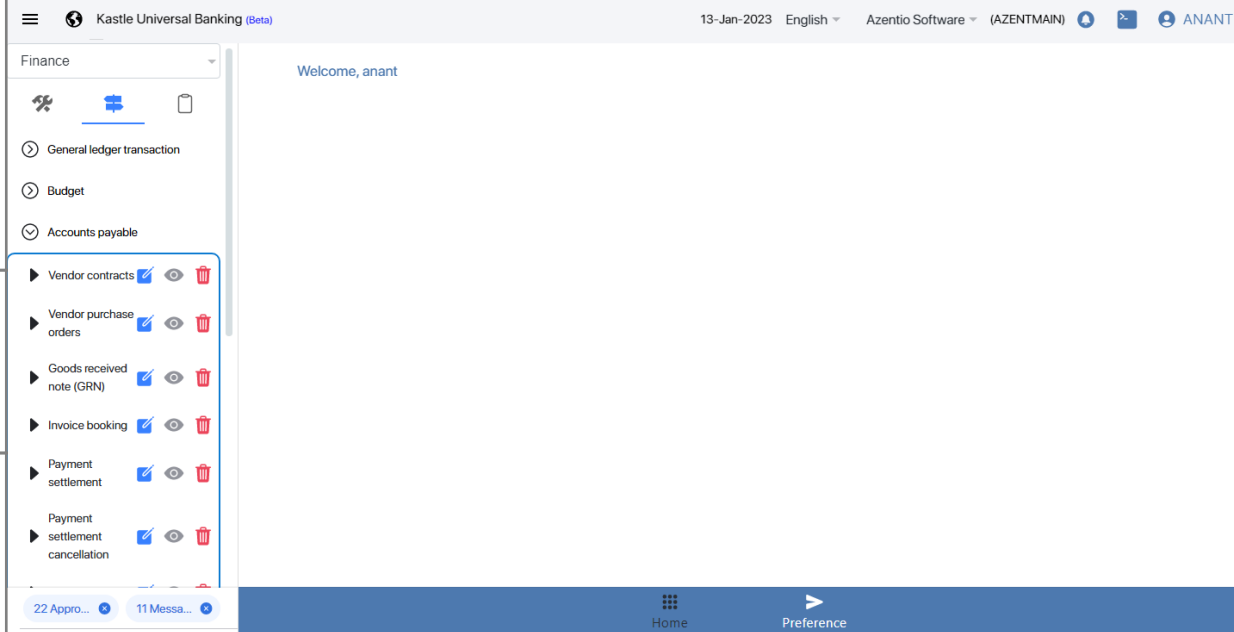 Kastle Universal Banking (Beta)
13-Jan-2023 English Azentio Software (AZENTMAIN) ANANT
Finance
Welcome, anant
General ledger transaction
Budget
Accounts payable
Vendor contracts
Vendor purchase
orders
Goods received
note (GRN)
Invoice booking
Payment
settlement
Payment
settlement
cancellation
22 Appro...
11 Messa...
Home
Preference